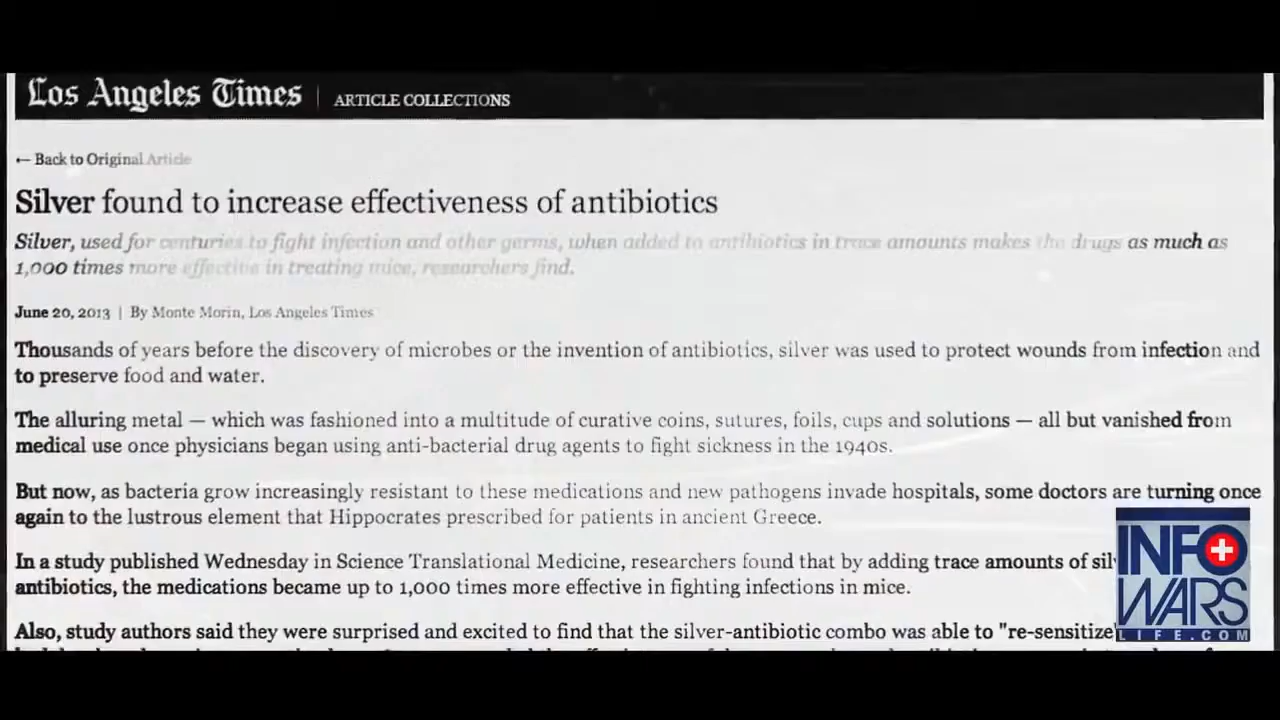 Los Angeles Times | ARTICLE COLLECTIONS
← Back to Original Article
Silver found to increase effectiveness of antibiotics
Silver, used for centuries to fight infection and other germs, when added to antibiotics in trace amounts makes the drugs as much as
1,000 times more effective in treating mice, researchers find.
June 20, 2013 | By Monte Morin, Los Angeles Times
Thousands of years before the discovery of microbes or the invention of antibiotics, silver was used to protect wounds from infection and
to preserve food and water.
The alluring metal — which was fashioned into a multitude of curative coins, sutures, foils, cups and solutions — all but vanished from
medical use once physicians began using anti-bacterial drug agents to fight sickness in the 1940s.
But now, as bacteria grow increasingly resistant to these medications and new pathogens invade hospitals, some doctors are turning once
again to the lustrous element that Hippocrates prescribed for patients in ancient Greece.
In a study published Wednesday in Science Translational Medicine, researchers found that by adding trace amounts of sil
antibiotics, the medications became up to 1,000 times more effective in fighting infections in mice.
Also, study authors said they were surprised and excited to find that the silver-antibiotic combo was able to "re-sensitize"
INFO
WARS
LIFE.COM